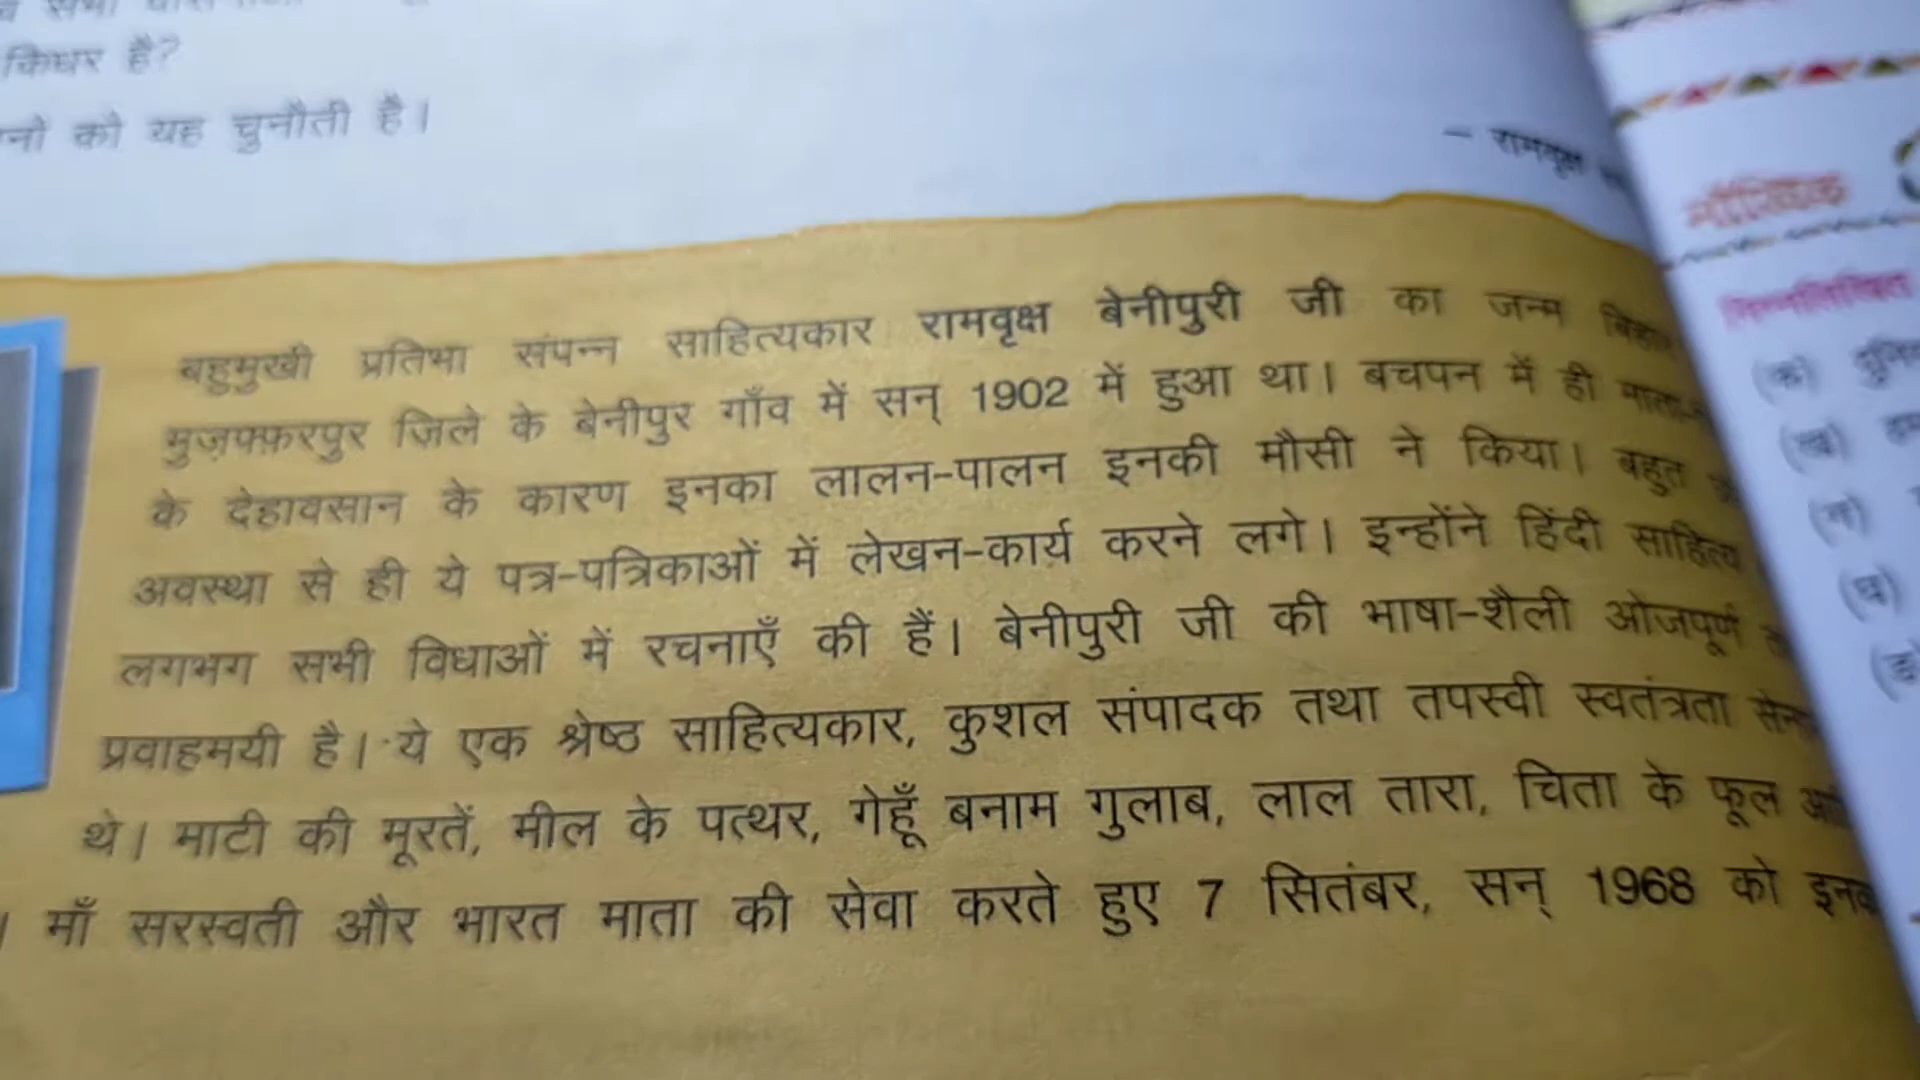 किधर है?
को यह चुनौती है।
– रामवृक्ष
बहुमुखी प्रतिभा संपन्न साहित्यकार रामवृक्ष बेनीपुरी जी का जन्म
मुज़फ्फ़रपुर ज़िले के बेनीपुर गाँव में सन् 1902 में हुआ था। बचपन में ही
के देहावसान के कारण इनका लालन-पालन इनकी मौसी ने किया। बहुत
अवस्था से ही ये पत्र-पत्रिकाओं में लेखन-कार्य करने लगे। इन्होंने हिंदी साहित्य
लगभग सभी विधाओं में रचनाएँ की हैं। बेनीपुरी जी की भाषा-शैली ओजपूर्ण
प्रवाहमयी है। ये एक श्रेष्ठ साहित्यकार, कुशल संपादक तथा तपस्वी स्वतंत्रता
थे। माटी की मूरतें, मील के पत्थर, गेहूँ बनाम गुलाब, लाल तारा, चिता के फूल
। माँ सरस्वती और भारत माता की सेवा करते हुए 7 सितंबर, सन् 1968 को
मौखिक
निम्नलिखित
(क)
(ख)
(ग)
(घ)
(ङ)